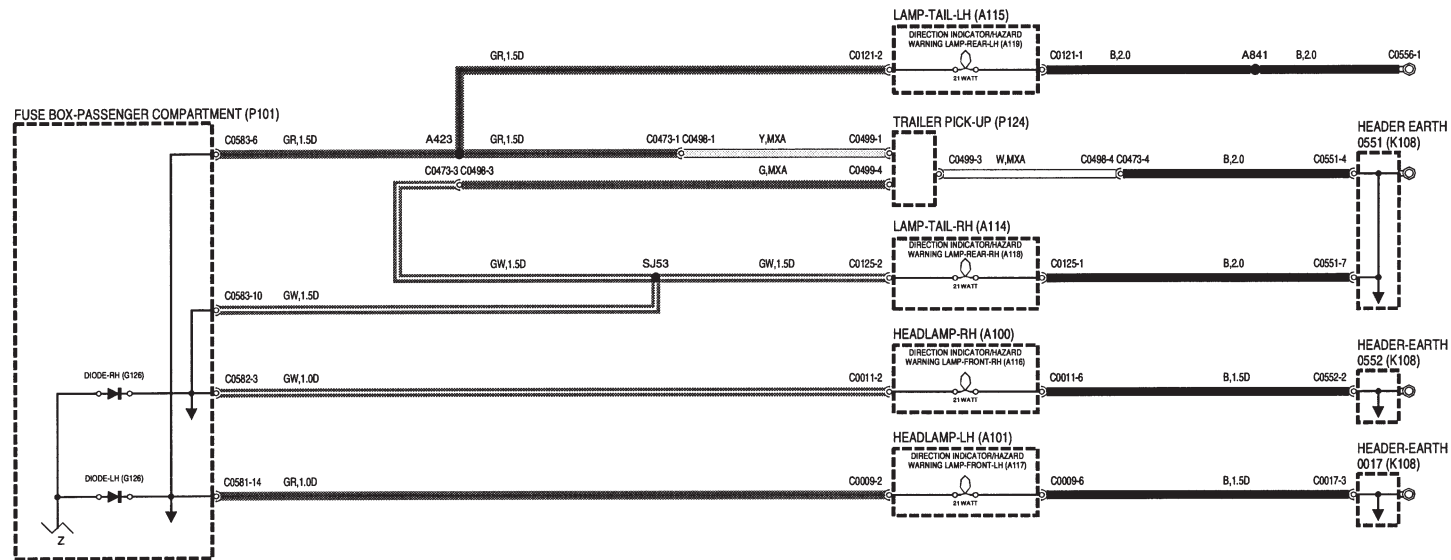 LAMP-TAIL-LH (A115)
DIRECTION INDICATOR/HAZARD
WARNING LAMP-REAR-LH (A119)
GR,1.5D
C0121-2
21 WATT
C0121-1
B,2.0
A841
B,2.0
C0556-1
FUSE BOX-PASSENGER COMPARTMENT (P101)
C0583-6
GR,1.5D
A423
GR,1.5D
C0473-1 C0498-1
Y,MXA
C0499-1
TRAILER PICK-UP (P124)
HEADER EARTH
0551 (K108)
C0473-3 C0498-3
G,MXA
C0499-4
C0499-3
W,MXA
C0498-4 C0473-4
B,2.0
C0551-4
LAMP-TAIL-RH (A114)
DIRECTION INDICATOR/HAZARD
WARNING LAMP-REAR-RH (A118)
GW,1.5D
SJ53
GW,1.5D
C0125-2
21 WATT
C0125-1
B,2.0
C0551-7
C0583-10
GW,1.5D
HEADLAMP-RH (A100)
DIRECTION INDICATOR/HAZARD
WARNING LAMP-FRONT-RH (A116)
HEADER-EARTH
0552 (K108)
DIODE-RH (G126)
C0582-3
GW,1.0D
C0011-2
21 WATT
C0011-6
B,1.5D
C0552-2
HEADLAMP-LH (A101)
DIRECTION INDICATOR/HAZARD
WARNING LAMP-FRONT-LH (A117)
HEADER-EARTH
0017 (K108)
DIODE-LH (G126)
C0581-14
GR,1.0D
C0009-2
21 WATT
C0009-6
B,1.5D
C0017-3
Z